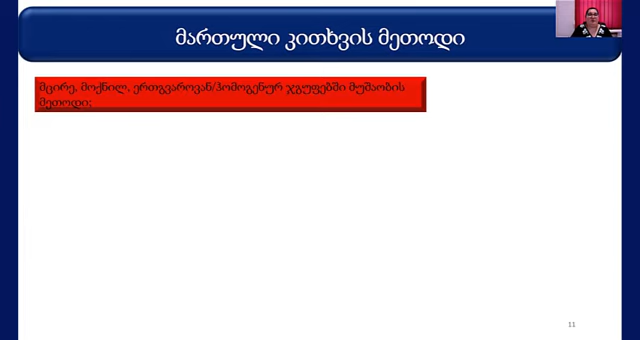 მართული კითხვის მეთოდი
მცირე, მოქნილ, ერთგვაროვან/ჰომოგენურ ჯგუფებში მუშაობის
მეთოდი;
11